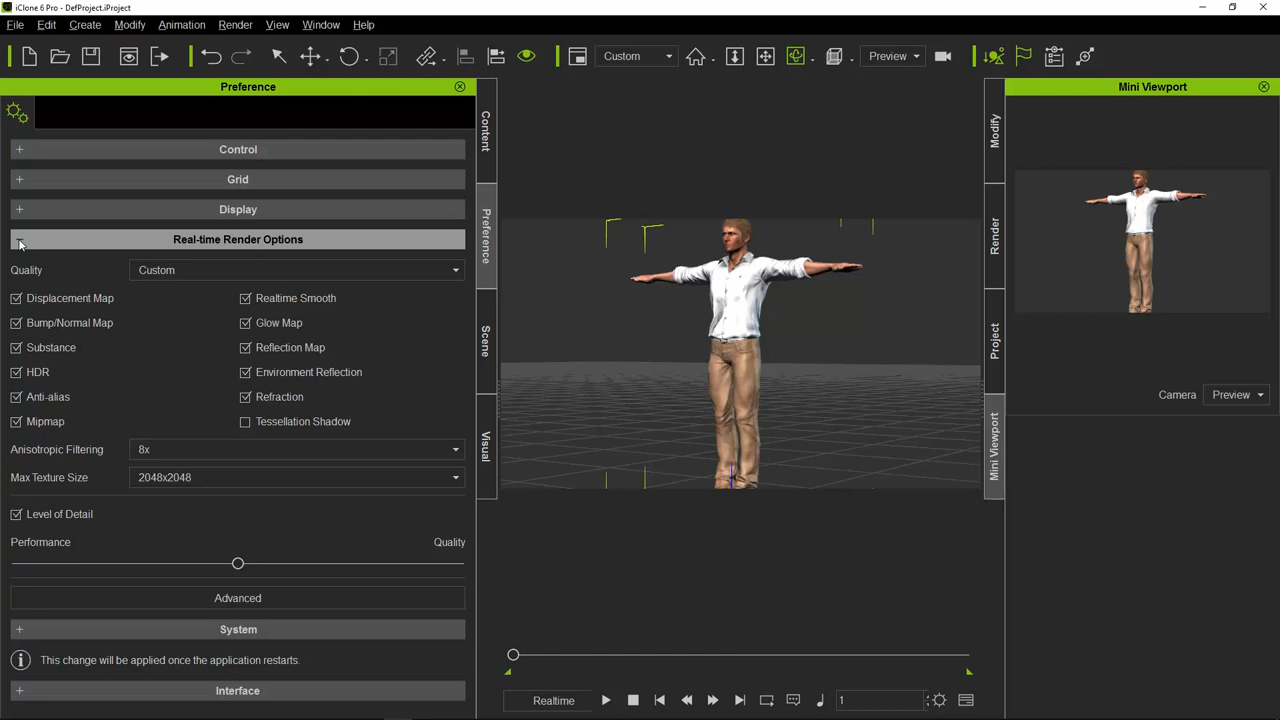 iClone 6 Pro - DefProject.iProject
File Edit Create Modify Animation Render View Window Help
Custom
Preview
Preference
Control
Grid
Display
Real-time Render Options
Quality Custom
Displacement Map Realtime Smooth
Bump/Normal Map Glow Map
Substance Reflection Map
HDR Environment Reflection
Anti-alias Refraction
Mipmap Tessellation Shadow
Anisotropic Filtering 8x
Max Texture Size 2048x2048
Level of Detail
Performance Quality
Advanced
System
This change will be applied once the application restarts.
Interface
Content
Preference
Scene
Visual
Realtime
1
Modify
Render
Project
Mini Viewport
Mini Viewport
Camera Preview